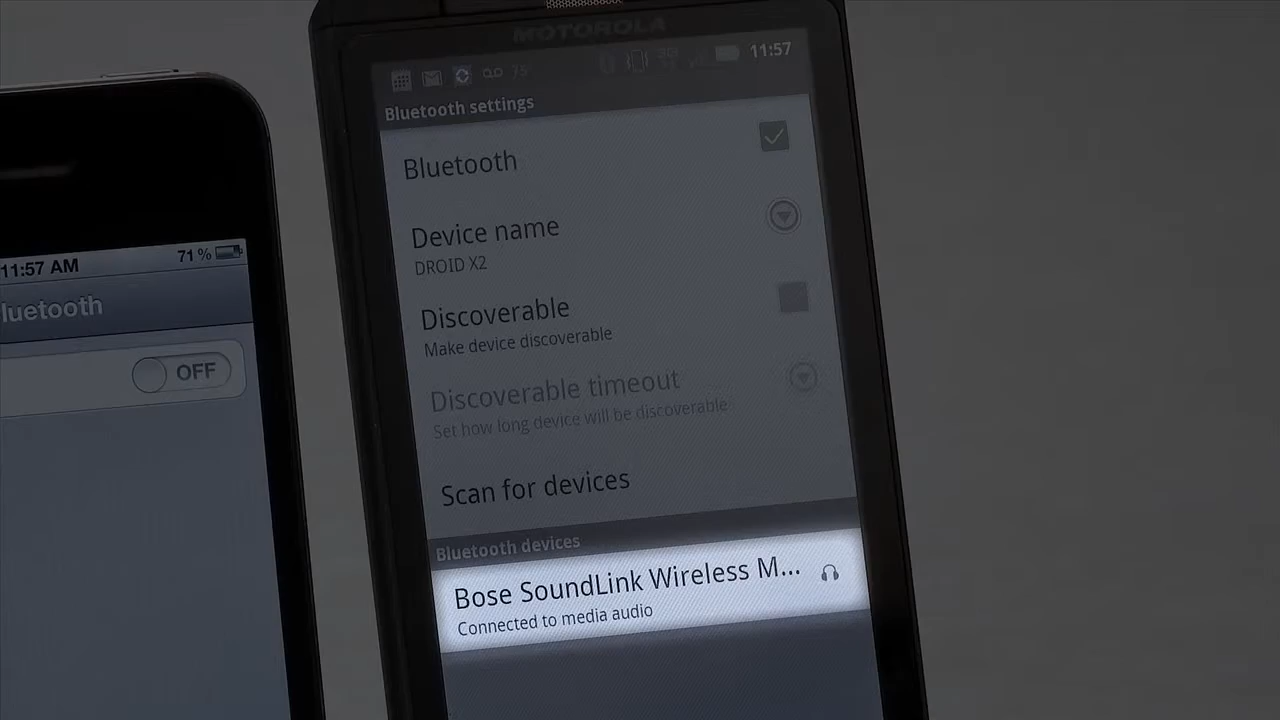 11:57 AM
71%
luetooth
OFF
MOTOROLA
75
3G
11:57
Bluetooth settings
Bluetooth
Device name
DROID X2
Discoverable
Make device discoverable
Discoverable timeout
Set how long device will be discoverable
Scan for devices
Bluetooth devices
Bose SoundLink Wireless M...
Connected to media audio